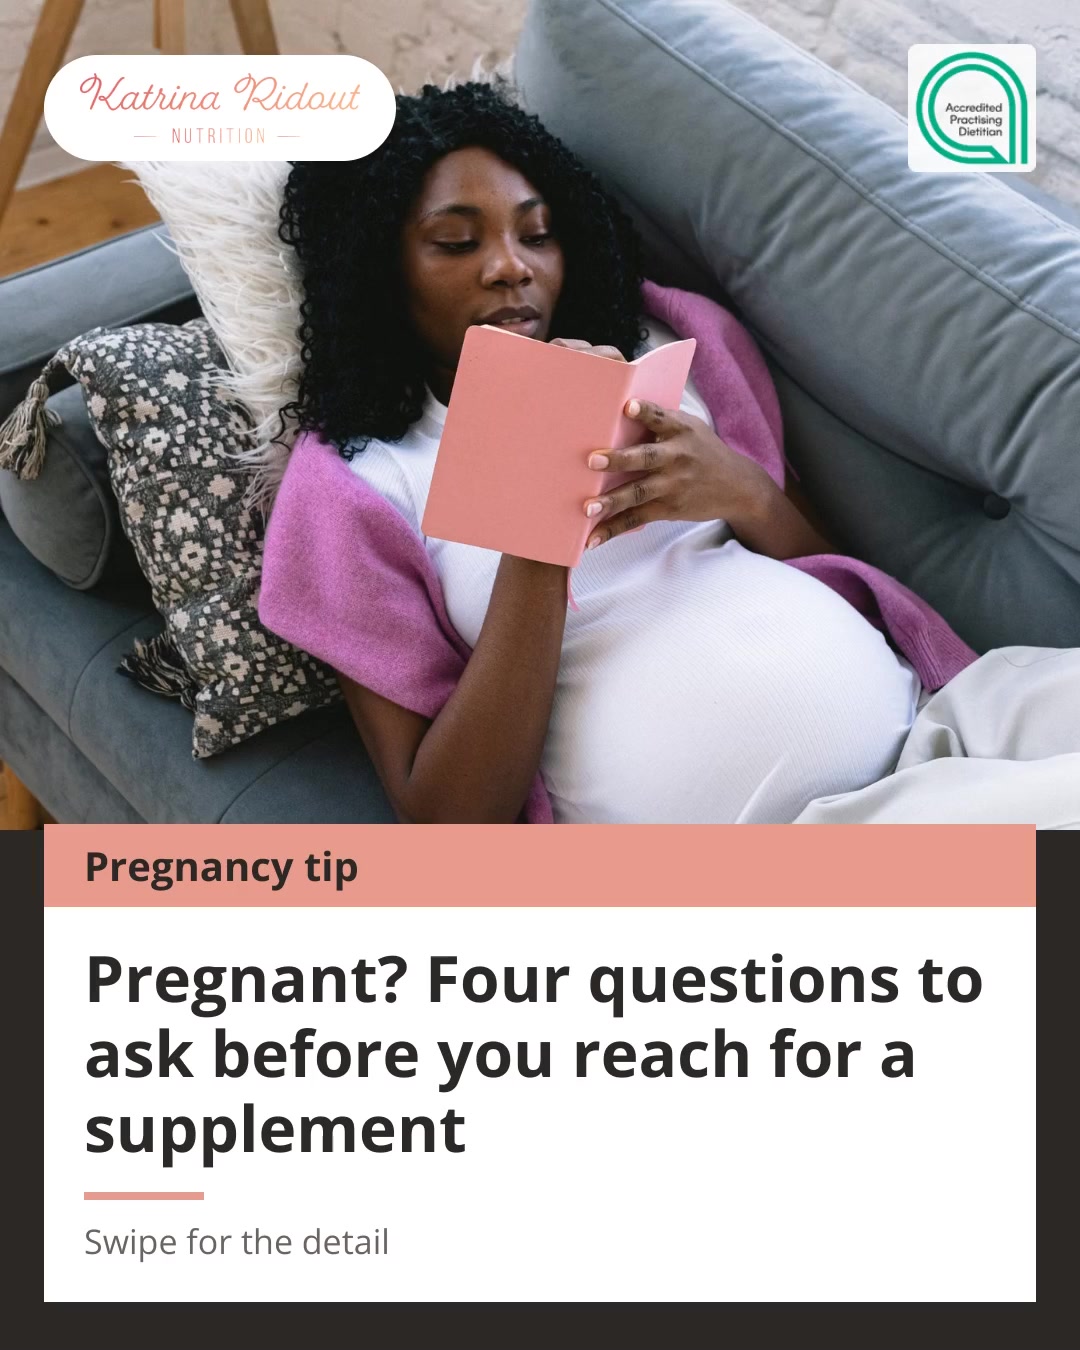 Katrina Ridout
NUTRITION
Accredited
Practising
Dietitian
Pregnancy tip
Pregnant? Four questions to
ask before you reach for a
supplement
Swipe for the detail